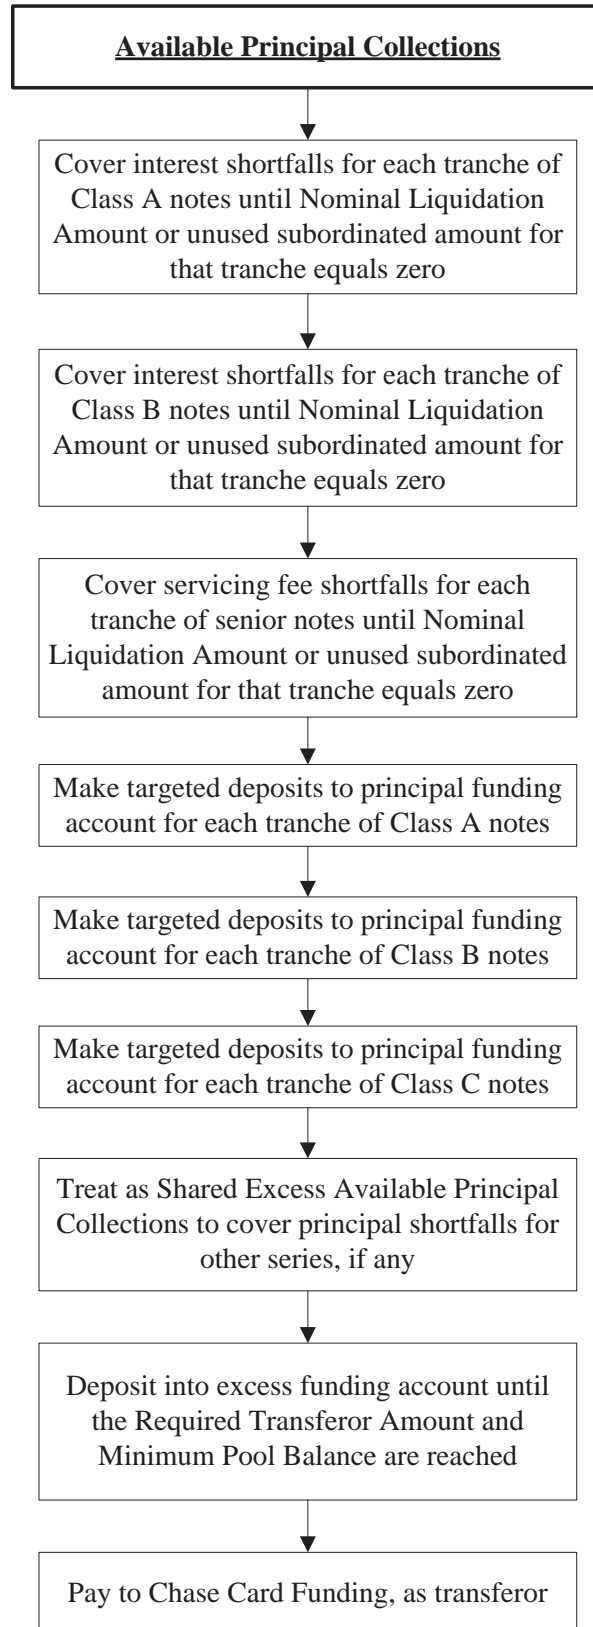 Available Principal Collections
Cover interest shortfalls for each tranche of
Class A notes until Nominal Liquidation
Amount or unused subordinated amount for
that tranche equals zero
Cover interest shortfalls for each tranche of
Class B notes until Nominal Liquidation
Amount or unused subordinated amount for
that tranche equals zero
Cover servicing fee shortfalls for each
tranche of senior notes until Nominal
Liquidation Amount or unused subordinated
amount for that tranche equals zero
Make targeted deposits to principal funding
account for each tranche of Class A notes
Make targeted deposits to principal funding
account for each tranche of Class B notes
Make targeted deposits to principal funding
account for each tranche of Class C notes
Treat as Shared Excess Available Principal
Collections to cover principal shortfalls for
other series, if any
Deposit into excess funding account until
the Required Transferor Amount and
Minimum Pool Balance are reached
Pay to Chase Card Funding, as transferor